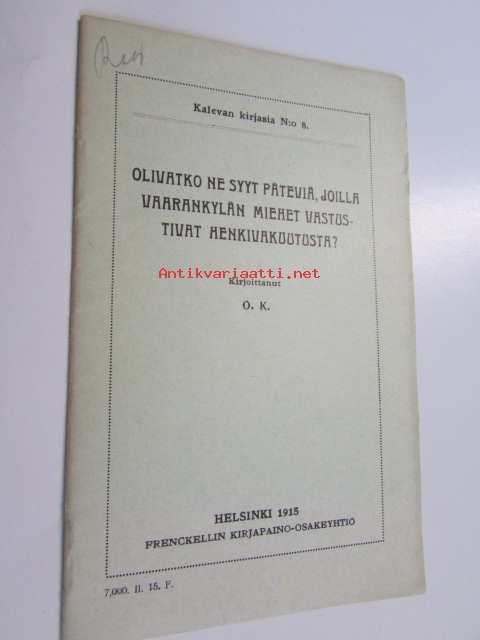 Kalevan kirjasia N:o 8.
OLIVATKO NE SYYT PÄTEVIÄ, JOILLA
VAARANKYLÄN MIEHET VASTUS-
TIVAT HENKIVAKUUTUSTA?
Antikvariaatti.net
Kirjoittanut
O. K.
HELSINKI 1915
FRENCKELLIN KIRJAPAINO-OSAKEYHTIÖ
7,000. II. 15. F.